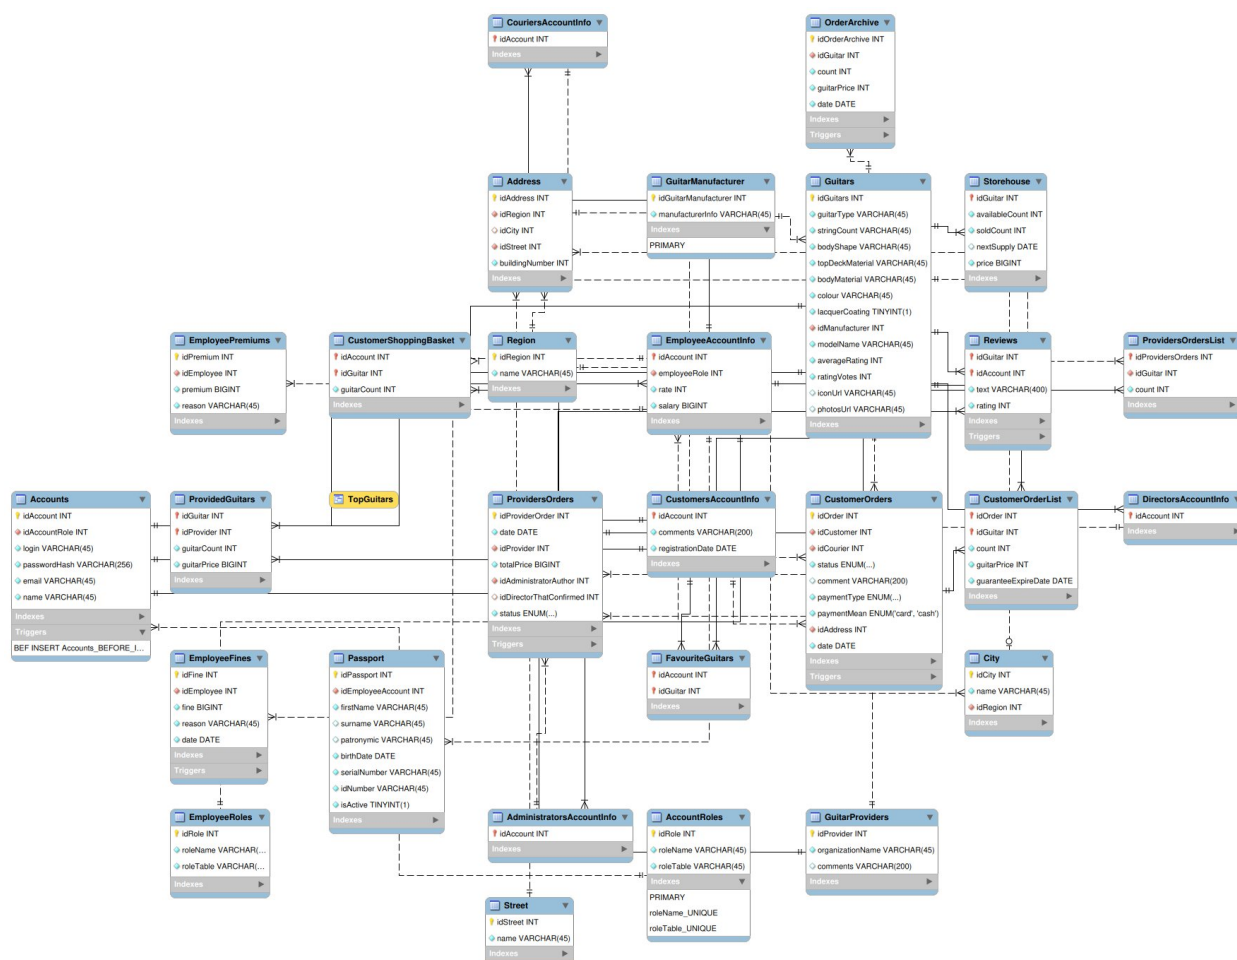 CouriersAccountInfo
idAccount INT
Indexes
OrderArchive
idOrderArchive INT
idGuitar INT
count INT
guitarPrice INT
date DATE
Indexes
Triggers
Address
idAddress INT
idRegion INT
idCity INT
idStreet INT
buildingNumber INT
Indexes
GuitarManufacturer
idGuitarManufacturer INT
manufacturerInfo VARCHAR(45)
Indexes
PRIMARY
Guitars
idGuitars INT
guitarType VARCHAR(45)
stringCount VARCHAR(45)
bodyShape VARCHAR(45)
topDeckMaterial VARCHAR(45)
bodyMaterial VARCHAR(45)
colour VARCHAR(45)
lacquerCoating TINYINT(1)
idManufacturer INT
modelName VARCHAR(45)
averageRating INT
ratingVotes INT
iconUrl VARCHAR(45)
photosUrl VARCHAR(45)
Indexes
Storehouse
idGuitar INT
availableCount INT
soldCount INT
nextSupply DATE
price BIGINT
Indexes
EmployeePremiums
idPremium INT
idEmployee INT
premium BIGINT
reason VARCHAR(45)
Indexes
CustomerShoppingBasket
idAccount INT
idGuitar INT
guitarCount INT
Indexes
Region
idRegion INT
name VARCHAR(45)
Indexes
EmployeeAccountInfo
idAccount INT
employeeRole INT
rate INT
salary BIGINT
Indexes
Reviews
idGuitar INT
idAccount INT
text VARCHAR(400)
rating INT
Indexes
Triggers
ProvidersOrdersList
idProvidersOrders INT
idGuitar INT
count INT
Indexes
Accounts
idAccount INT
idAccountRole INT
login VARCHAR(45)
passwordHash VARCHAR(256)
email VARCHAR(45)
name VARCHAR(45)
Indexes
Triggers
BEF INSERT Accounts_BEFORE_I...
ProvidedGuitars
idGuitar INT
idProvider INT
guitarCount INT
guitarPrice BIGINT
Indexes
TopGuitars
ProvidersOrders
idProviderOrder INT
date DATE
idProvider INT
totalPrice BIGINT
idAdministratorAuthor INT
idDirectorThatConfirmed INT
status ENUM(...)
Indexes
Triggers
CustomersAccountInfo
idAccount INT
comments VARCHAR(200)
registrationDate DATE
Indexes
CustomerOrders
idOrder INT
idCustomer INT
idCourier INT
status ENUM(...)
comment VARCHAR(200)
paymentType ENUM(...)
paymentMean ENUM('card', 'cash')
idAddress INT
date DATE
Indexes
Triggers
CustomerOrderList
idOrder INT
idGuitar INT
count INT
guitarPrice INT
guaranteeExpireDate DATE
Indexes
DirectorsAccountInfo
idAccount INT
Indexes
EmployeeFines
idFine INT
idEmployee INT
fine BIGINT
reason VARCHAR(45)
date DATE
Indexes
Triggers
Passport
idPassport INT
idEmployeeAccount INT
firstName VARCHAR(45)
surname VARCHAR(45)
patronymic VARCHAR(45)
birthDate DATE
serialNumber VARCHAR(45)
idNumber VARCHAR(45)
isActive TINYINT(1)
Indexes
FavouriteGuitars
idAccount INT
idGuitar INT
Indexes
City
idCity INT
name VARCHAR(45)
idRegion INT
Indexes
EmployeeRoles
idRole INT
roleName VARCHAR(...
roleTable VARCHAR(...
Indexes
AdministratorsAccountInfo
idAccount INT
Indexes
AccountRoles
idRole INT
roleName VARCHAR(45)
roleTable VARCHAR(45)
Indexes
PRIMARY
roleName_UNIQUE
roleTable_UNIQUE
GuitarProviders
idProvider INT
organizationName VARCHAR(45)
comments VARCHAR(200)
Indexes
Street
idStreet INT
name VARCHAR(45)
Indexes